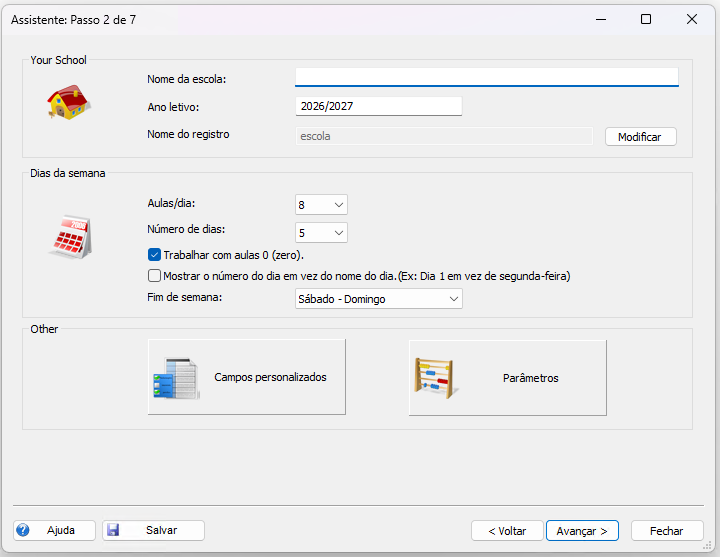 Assistente: Passo 2 de 7
Your School
Nome da escola:
Ano letivo:
2026/2027
Nome do registro
escola
Modificar
Dias da semana
2000
Aulas/dia:
8
Número de dias:
5
Trabalhar com aulas 0 (zero).
Mostrar o número do dia em vez do nome do dia.(Ex: Dia 1 em vez de segunda-feira)
Fim de semana:
Sábado - Domingo
Other
Campos personalizados
Parâmetros
Ajuda
Salvar
< Voltar
Avançar >
Fechar